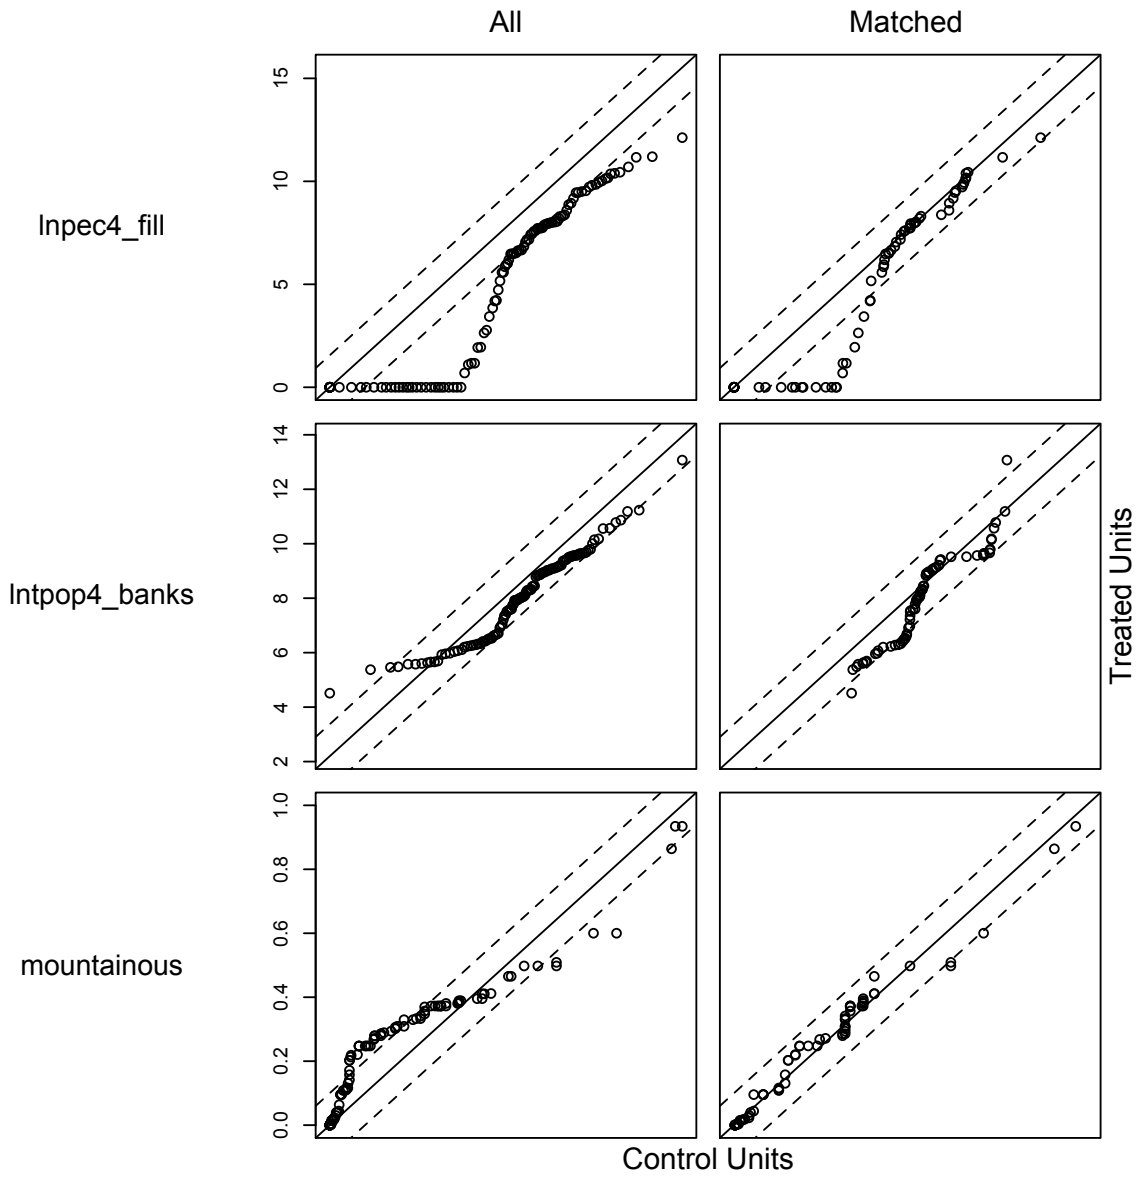 All Matched
lnpec4_fill
0 5 10 15
lntpop4_banks
2 4 6 8 10 12 14
mountainous
0.0 0.2 0.4 0.6 0.8 1.0
Control Units
Treated Units